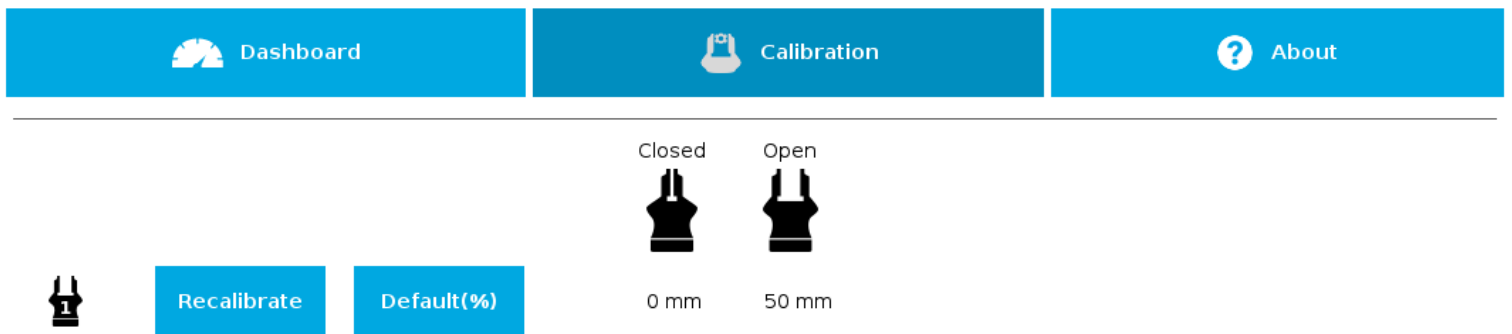 Dashboard
Calibration
About
Closed Open
1 Recalibrate Default(%) 0 mm 50 mm